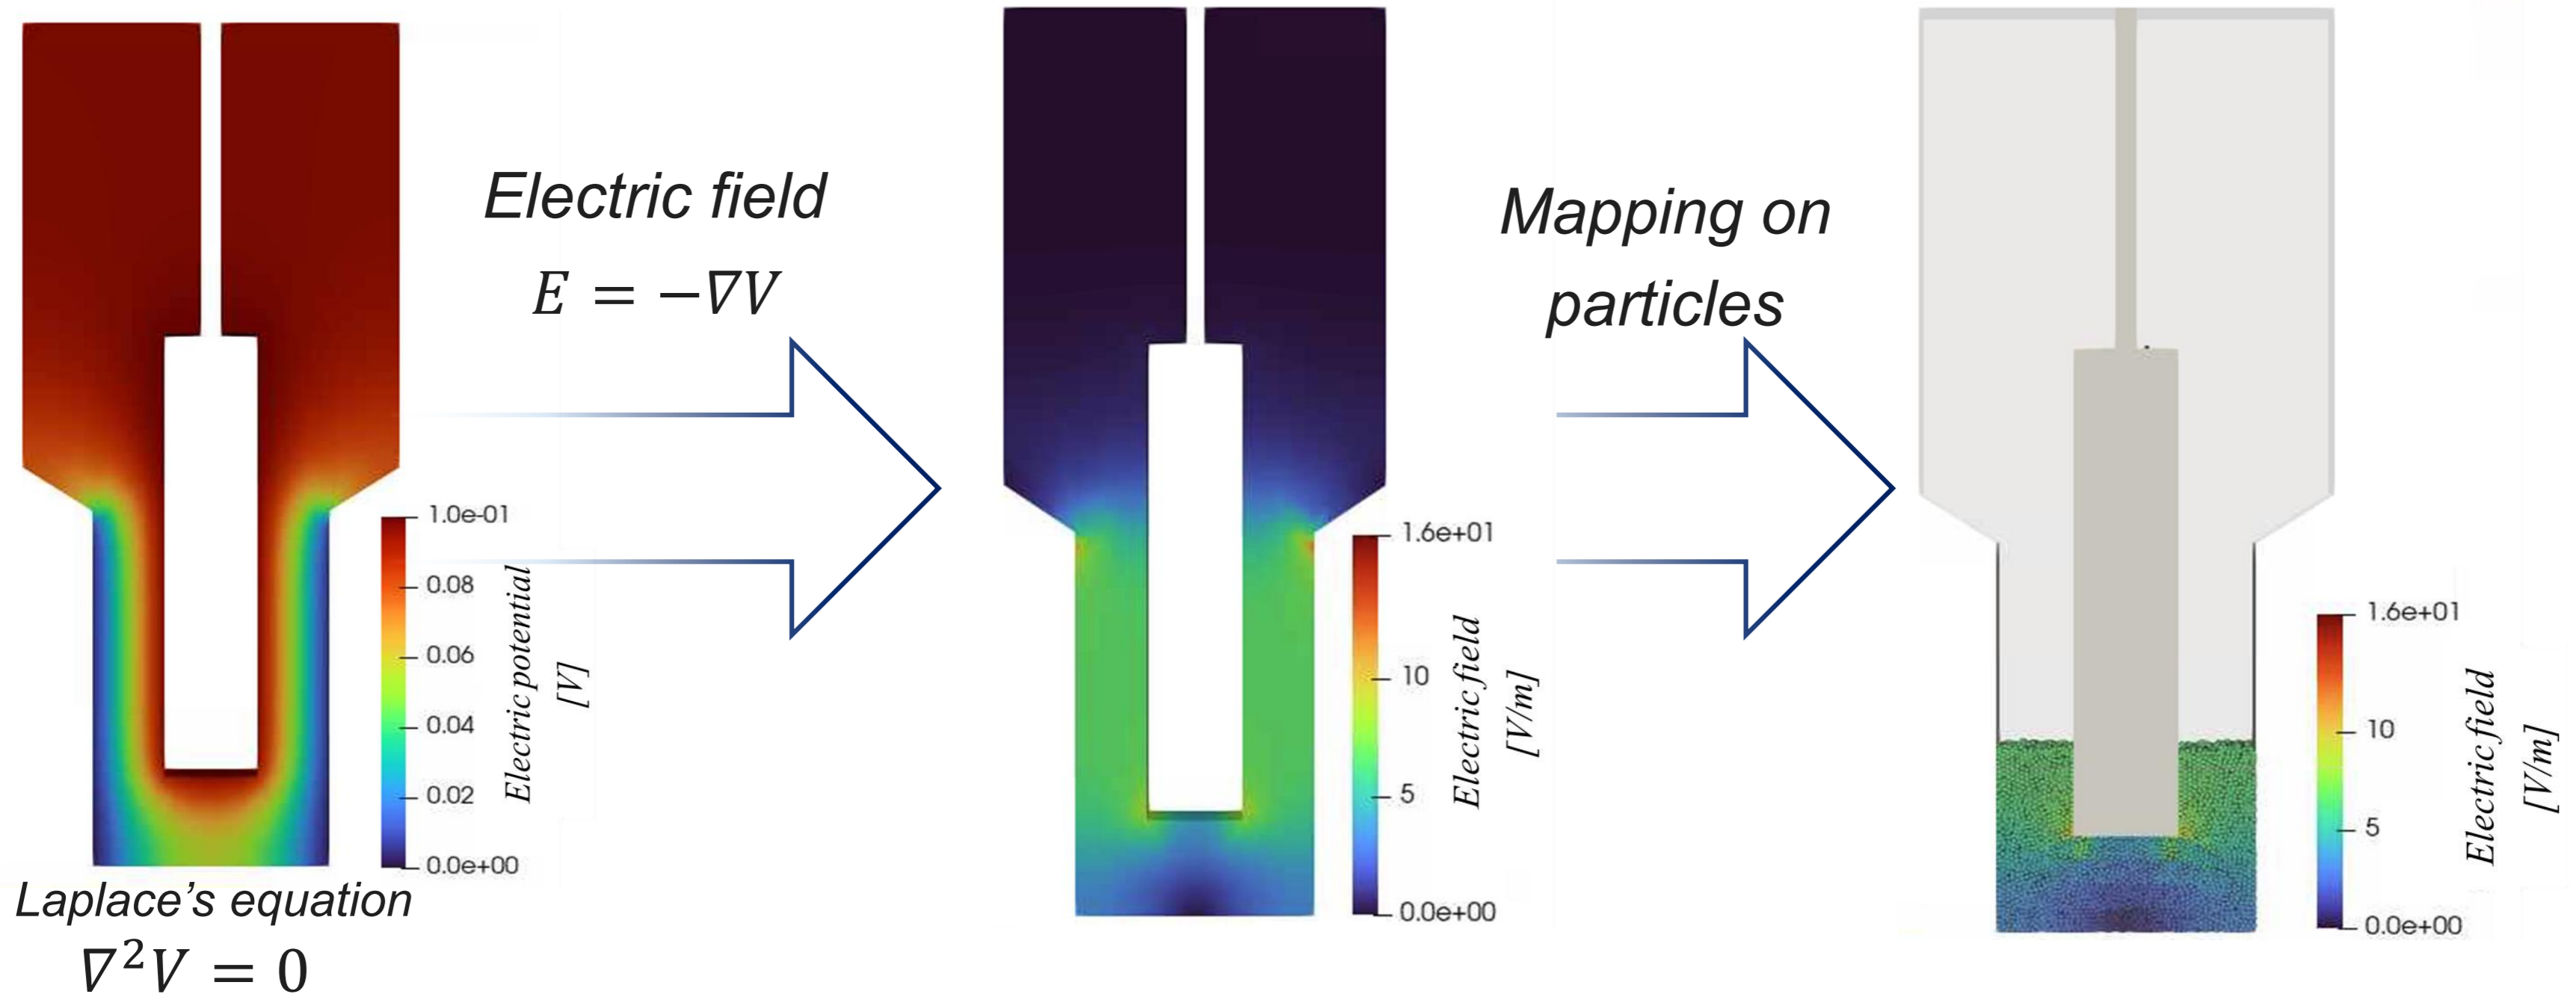 Electric field
E = −∇V
Mapping on
particles
1.0e-01
0.08
0.06
0.04
0.02
0.0e+00
Electric potential
[V]
1.6e+01
10
5
0.0e+00
Electric field
[V/m]
1.6e+01
10
5
0.0e+00
Electric field
[V/m]
Laplace’s equation
∇²V = 0